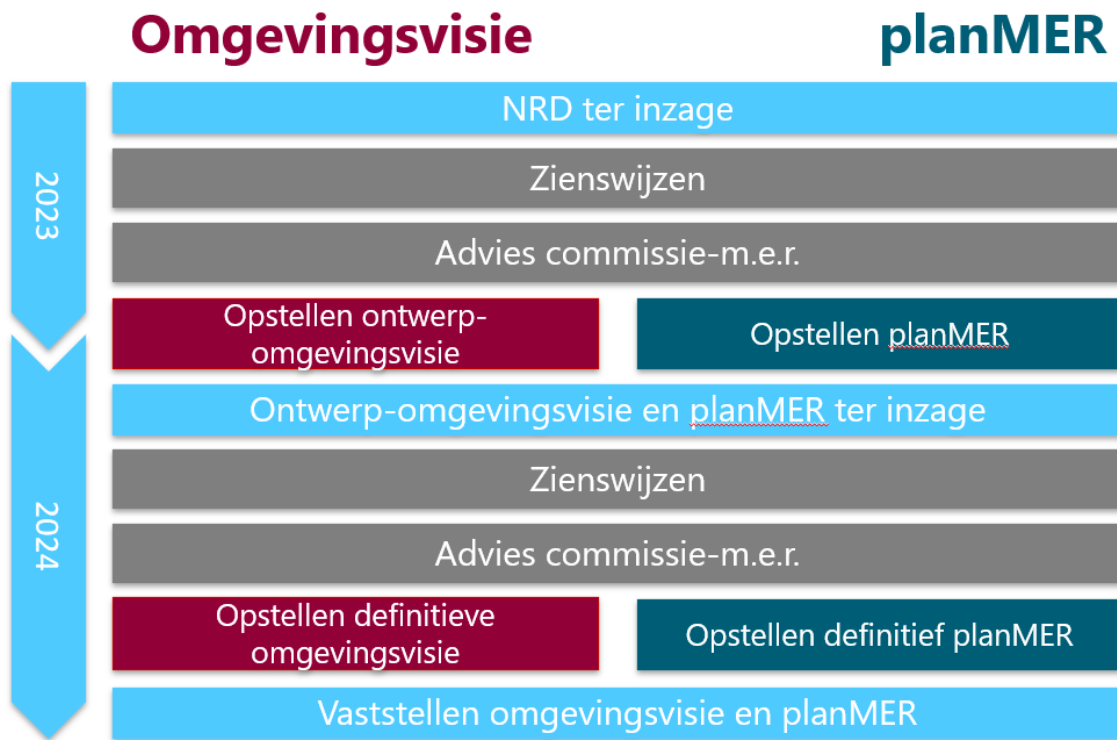 Omgevingsvisie
planMER
2023
NRD ter inzage
Zienswijzen
Advies commissie-m.e.r.
Opstellen ontwerp-
omgevingsvisie
Opstellen planMER
2024
Ontwerp-omgevingsvisie en planMER ter inzage
Zienswijzen
Advies commissie-m.e.r.
Opstellen definitieve
omgevingsvisie
Opstellen definitief planMER
Vaststellen omgevingsvisie en planMER